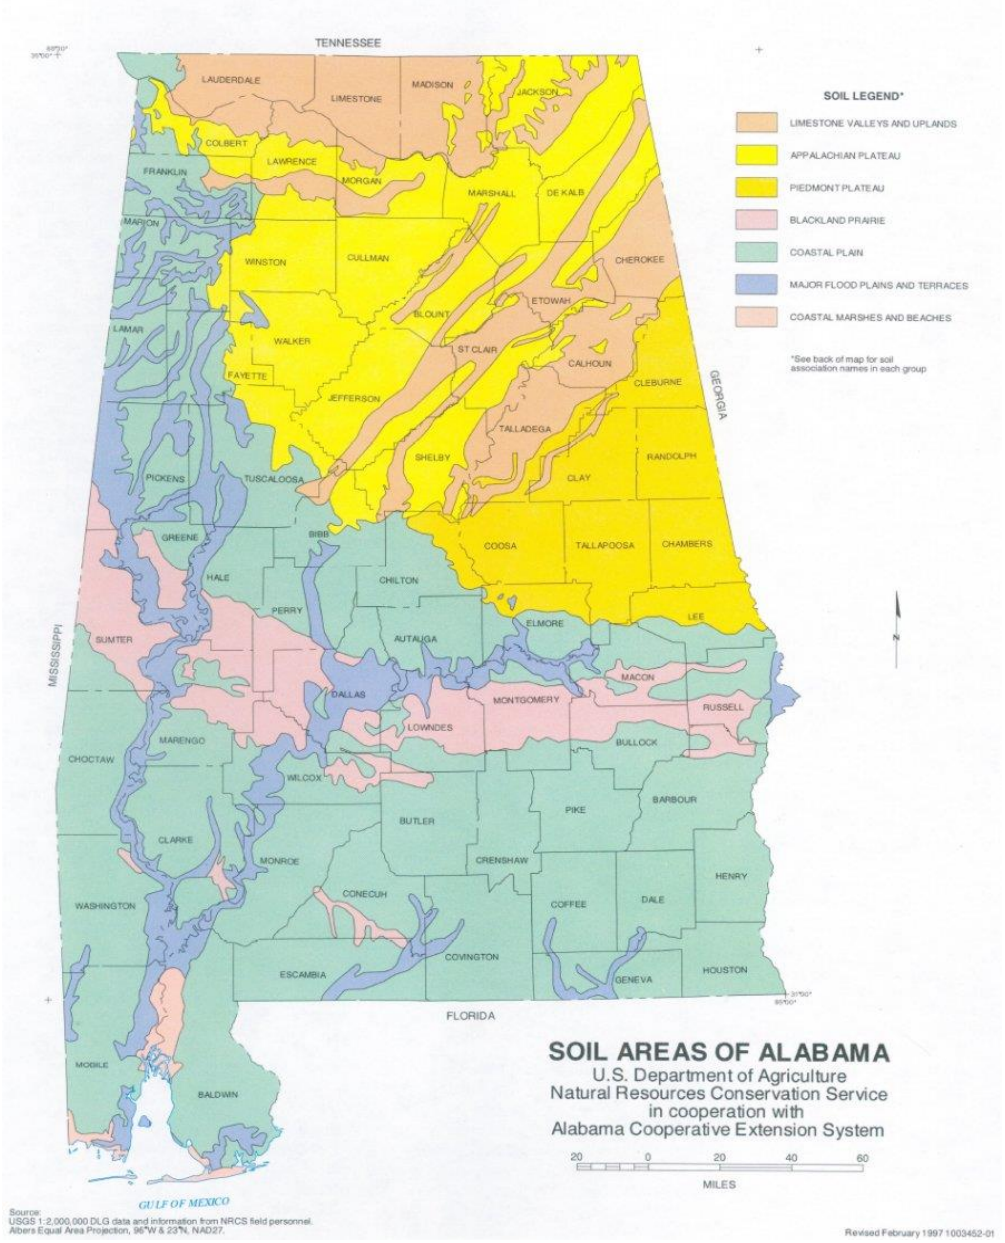 TENNESSEE
88°30'
35°00'
LAUDERDALE
MADISON
JACKSON
LIMESTONE
SOIL LEGEND*
LIMESTONE VALLEYS AND UPLANDS
COLBERT
LAWRENCE
APPALACHIAN PLATEAU
FRANKLIN
MORGAN
MARSHALL
DE KALB
PIEDMONT PLATEAU
MARION
BLACKLAND PRAIRIE
WINSTON
CULLMAN
CHEROKEE
COASTAL PLAIN
MAJOR FLOOD PLAINS AND TERRACES
ETOWAH
BLOUNT
COASTAL MARSHES AND BEACHES
LAMAR
WALKER
ST CLAIR
CALHOUN
*See back of map for soil
association names in each group
FAYETTE
CLEBURNE
GEORGIA
JEFFERSON
TALLADEGA
SHELBY
RANDOLPH
PICKENS
TUSCALOOSA
CLAY
GREENE
BIBB
COOSA
TALLAPOOSA
CHAMBERS
HALE
CHILTON
PERRY
LEE
ELMORE
N
MISSISSIPPI
SUMTER
AUTAUGA
MACON
DALLAS
MONTGOMERY
RUSSELL
LOWNDES
MARENGO
BULLOCK
CHOCTAW
WILCOX
BARBOUR
PIKE
BUTLER
CLARKE
MONROE
CRENSHAW
HENRY
CONECUH
WASHINGTON
COFFEE
DALE
COVINGTON
ESCAMBIA
GENEVA
HOUSTON
31°00'
85°00'
FLORIDA
MOBILE
BALDWIN
SOIL AREAS OF ALABAMA
U.S. Department of Agriculture
Natural Resources Conservation Service
in cooperation with
Alabama Cooperative Extension System
20 0 20 40 60
MILES
GULF OF MEXICO
Source:
USGS 1:2,000,000 DLG data and information from NRCS field personnel.
Albers Equal Area Projection, 96°W & 23°N, NAD27.
Revised February 1997 1003452-01